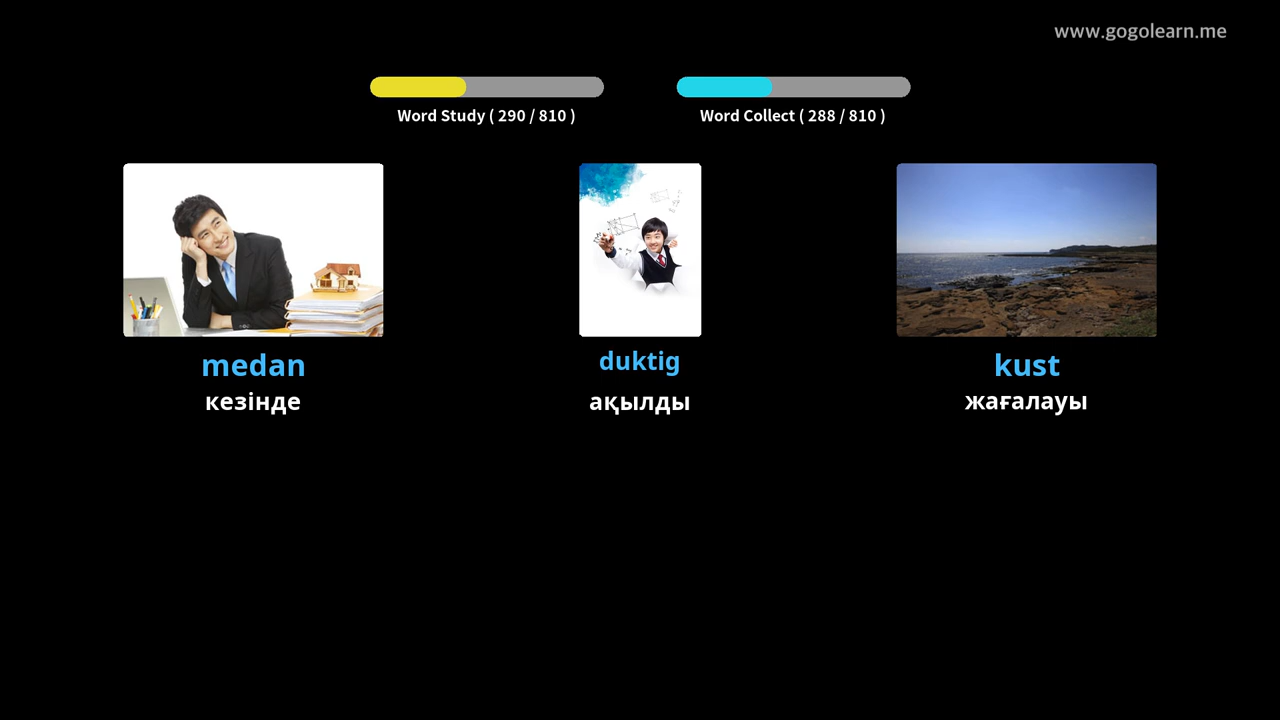 www.gogolearn.me
Word Study ( 290 / 810 )
Word Collect ( 288 / 810 )
medan
кезінде
duktig
ақылды
kust
жағалауы